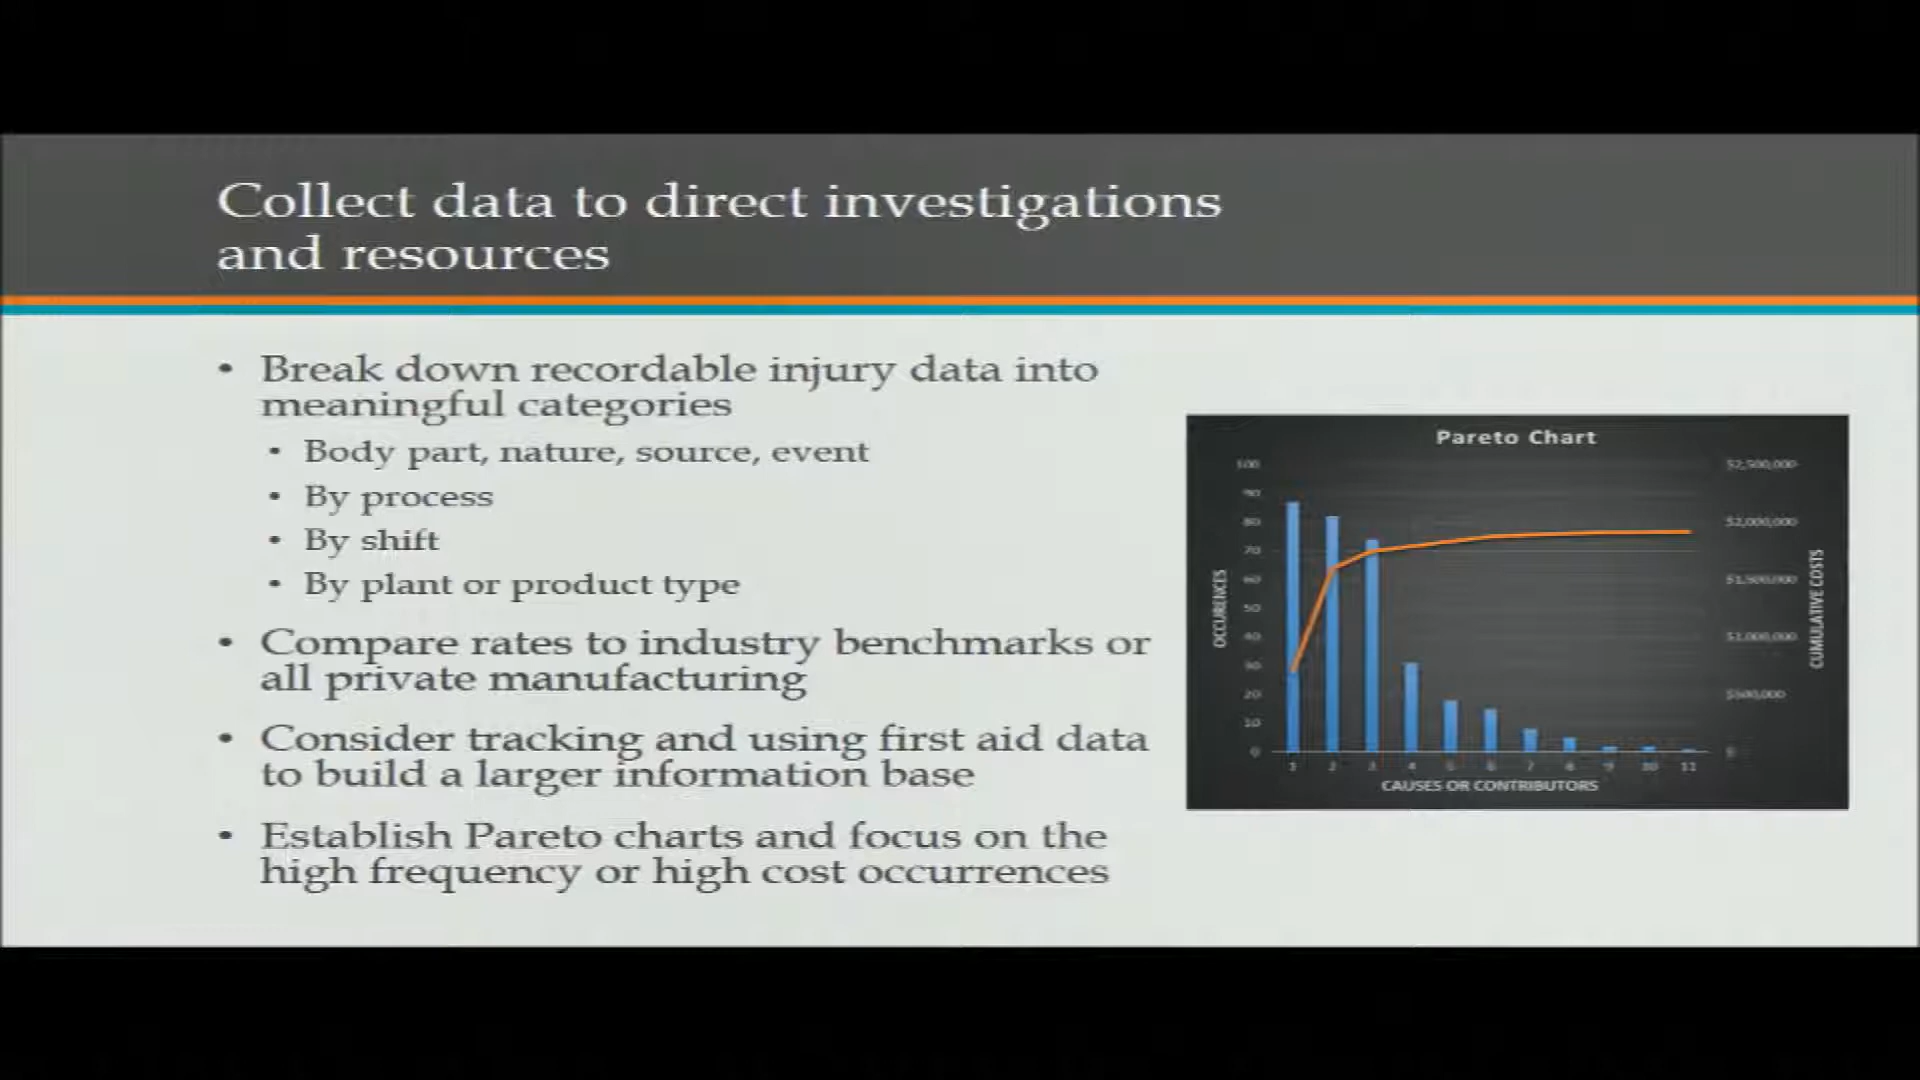 Collect data to direct investigations
and resources
• Break down recordable injury data into
meaningful categories
• Body part, nature, source, event
• By process
• By shift
• By plant or product type
• Compare rates to industry benchmarks or
all private manufacturing
• Consider tracking and using first aid data
to build a larger information base
• Establish Pareto charts and focus on the
high frequency or high cost occurrences
Pareto Chart
OCCURENCES
100
90
80
70
60
50
40
30
20
10
0
1 2 3 4 5 6 7 8 9 10 11
CAUSES OR CONTRIBUTORS
$2,500,000
$2,000,000
$1,500,000
$1,000,000
$500,000
0
CUMULATIVE COSTS